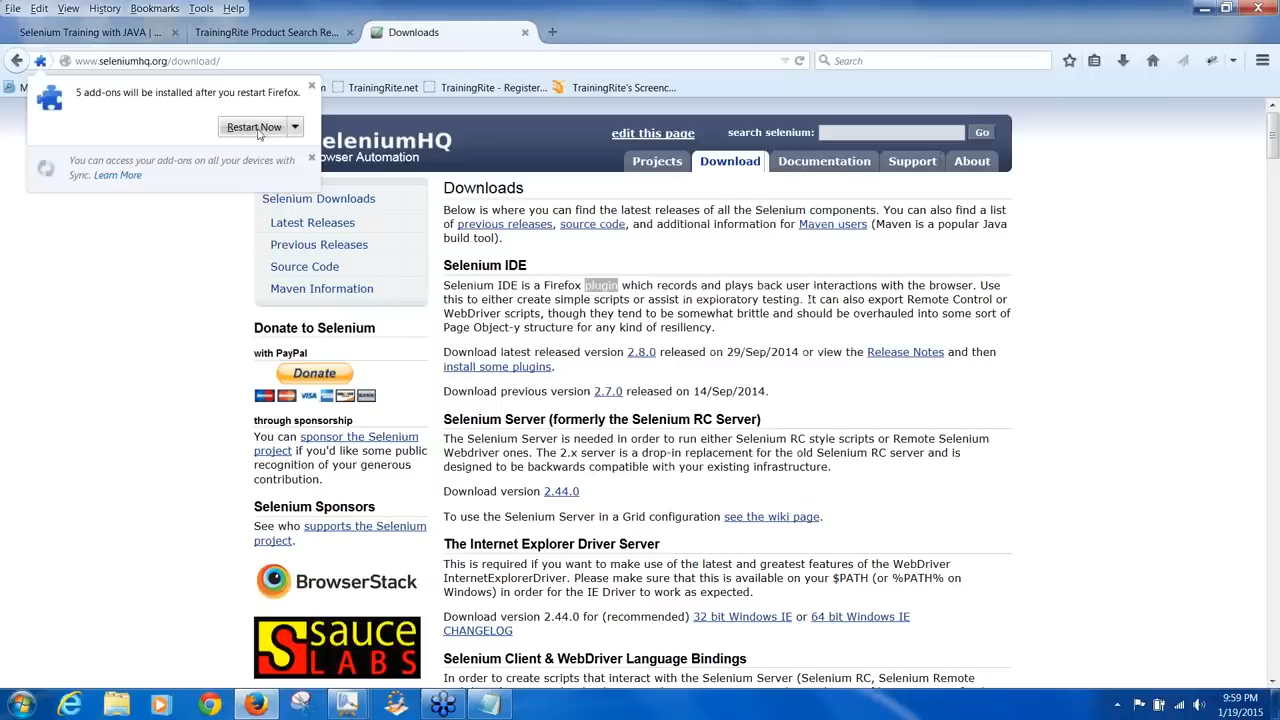 File Edit View History Bookmarks Tools Help
Selenium Training with JAVA | ...
TrainingRite Product Search Re...
Downloads
www.seleniumhq.org/download/
Search
TrainingRite.net
TrainingRite - Register...
TrainingRite's Screenc...
5 add-ons will be installed after you restart Firefox.
Restart Now
You can access your add-ons on all your devices with
Sync. Learn More
eleniumHQ
owser Automation
edit this page
search selenium:
Go
Projects
Download
Documentation
Support
About
Selenium Downloads
Latest Releases
Previous Releases
Source Code
Maven Information
Donate to Selenium
with PayPal
Donate
VISA
through sponsorship
You can sponsor the Selenium
project if you'd like some public
recognition of your generous
contribution.
Selenium Sponsors
See who supports the Selenium
project.
BrowserStack
sauce
LABS
Downloads
Below is where you can find the latest releases of all the Selenium components. You can also find a list
of previous releases, source code, and additional information for Maven users (Maven is a popular Java
build tool).
Selenium IDE
Selenium IDE is a Firefox plugin which records and plays back user interactions with the browser. Use
this to either create simple scripts or assist in exploratory testing. It can also export Remote Control or
WebDriver scripts, though they tend to be somewhat brittle and should be overhauled into some sort of
Page Object-y structure for any kind of resiliency.
Download latest released version 2.8.0 released on 29/Sep/2014 or view the Release Notes and then
install some plugins.
Download previous version 2.7.0 released on 14/Sep/2014.
Selenium Server (formerly the Selenium RC Server)
The Selenium Server is needed in order to run either Selenium RC style scripts or Remote Selenium
Webdriver ones. The 2.x server is a drop-in replacement for the old Selenium RC server and is
designed to be backwards compatible with your existing infrastructure.
Download version 2.44.0
To use the Selenium Server in a Grid configuration see the wiki page.
The Internet Explorer Driver Server
This is required if you want to make use of the latest and greatest features of the WebDriver
InternetExplorerDriver. Please make sure that this is available on your $PATH (or %PATH% on
Windows) in order for the IE Driver to work as expected.
Download version 2.44.0 for (recommended) 32 bit Windows IE or 64 bit Windows IE
CHANGELOG
Selenium Client & WebDriver Language Bindings
In order to create scripts that interact with the Selenium Server (Selenium RC, Selenium Remote
9:59 PM
1/19/2015